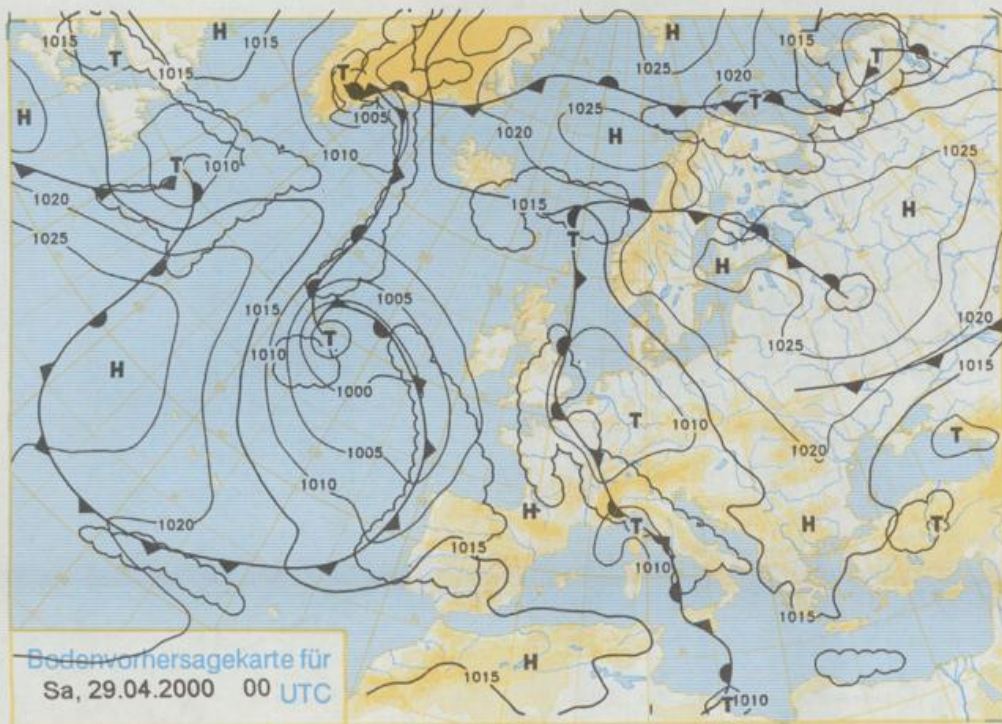 1015 H 1015 H H
T 1015 T 1025 1020 1015 T
T 1005 1025 T
H 1020 H
T 1010 1010 1025
1020 1015 H
1025 T H
1015 1005 1020
T 1025
1010 1015
H 1000
T 1010 T
1005 1020
1010
H H T
1020 T
1015
1010 1015
Bodenvorhersagekarte für H
Sa, 29.04.2000 00 UTC 1015
T 1010